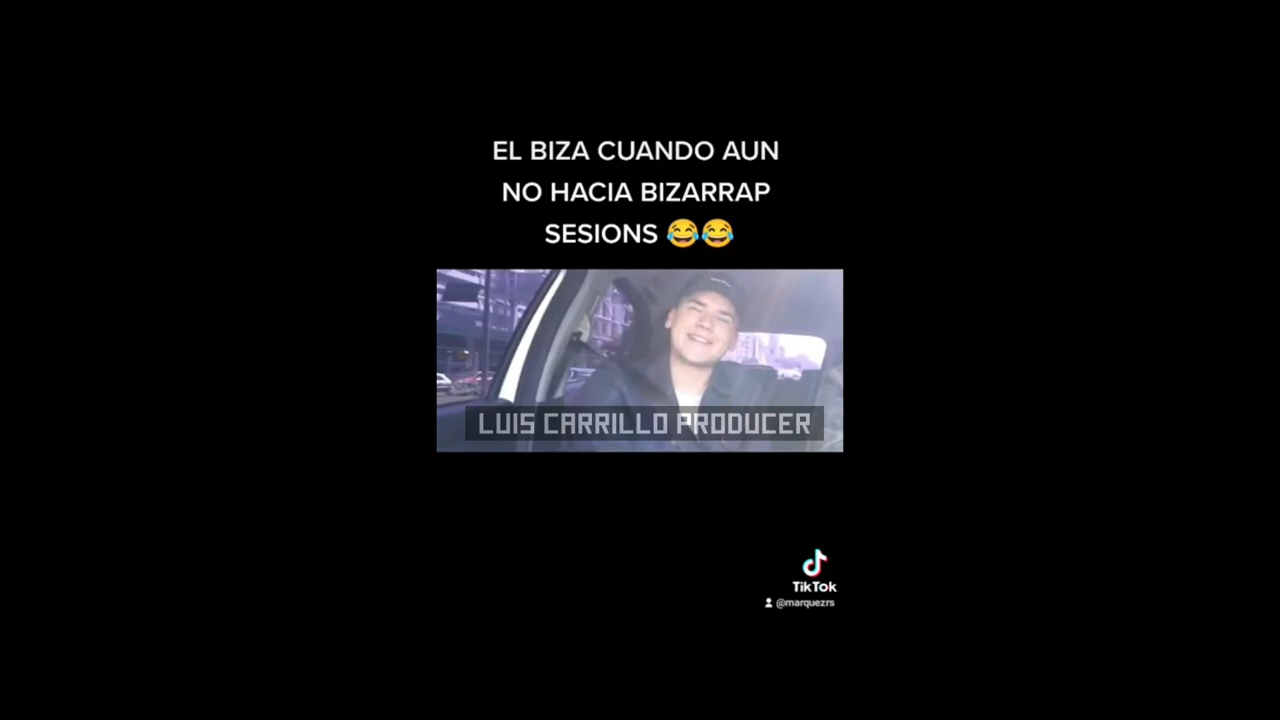 EL BIZA CUANDO AUN
NO HACIA BIZARRAP
SESIONS 😂😂
LUIS CARRILLO PRODUCER
TikTok
@marquezrs